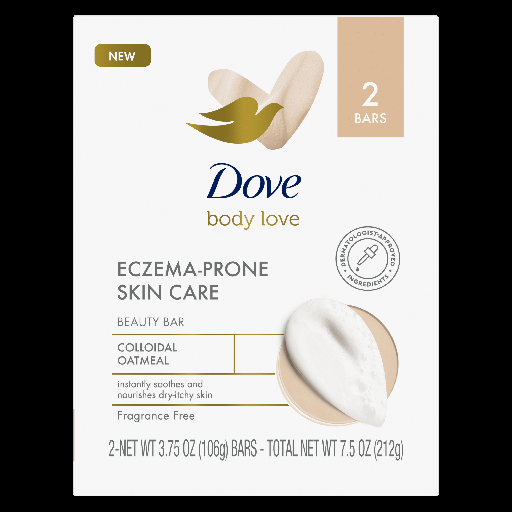 NEW
2
BARS
Dove
body love
DERMATOLOGIST-APPROVED
• INGREDIENTS •
ECZEMA-PRONE
SKIN CARE
BEAUTY BAR
COLLOIDAL
OATMEAL
instantly soothes and
nourishes dry-itchy skin
Fragrance Free
2-NET WT 3.75 OZ (106g) BARS - TOTAL NET WT 7.5 OZ (212g)